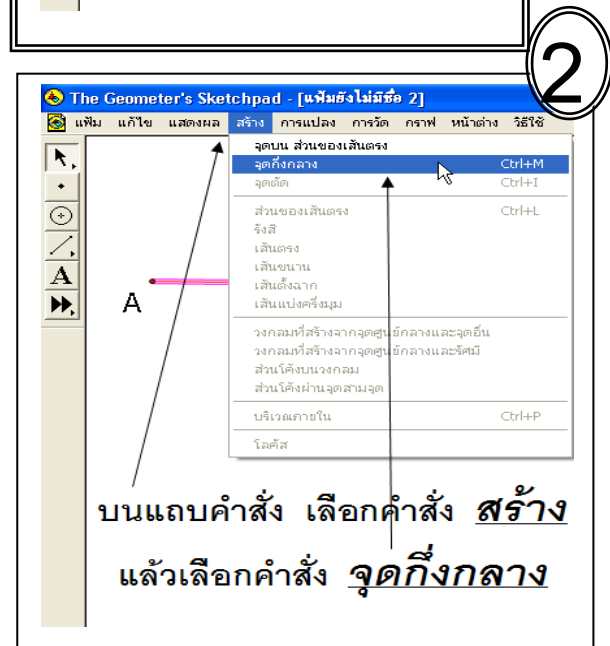 2
The Geometer's Sketchpad - [แฟ้มยังไม่มีชื่อ 2]
แฟ้ม แก้ไข แสดงผล สร้าง การแปลง การวัด กราฟ หน้าต่าง วิธีใช้
จุดบน ส่วนของเส้นตรง
จุดกึ่งกลาง Ctrl+M
จุดตัด Ctrl+I
ส่วนของเส้นตรง Ctrl+L
รังสี
เส้นตรง
เส้นขนาน
เส้นตั้งฉาก
เส้นแบ่งครึ่งมุม
วงกลมที่สร้างจากจุดศูนย์กลางและจุดอื่น
วงกลมที่สร้างจากจุดศูนย์กลางและรัศมี
ส่วนโค้งบนวงกลม
ส่วนโค้งผ่านจุดสามจุด
บริเวณภายใน Ctrl+P
โลคัส
A
A
บนแถบคำสั่ง เลือกคำสั่ง สร้าง
แล้วเลือกคำสั่ง จุดกึ่งกลาง